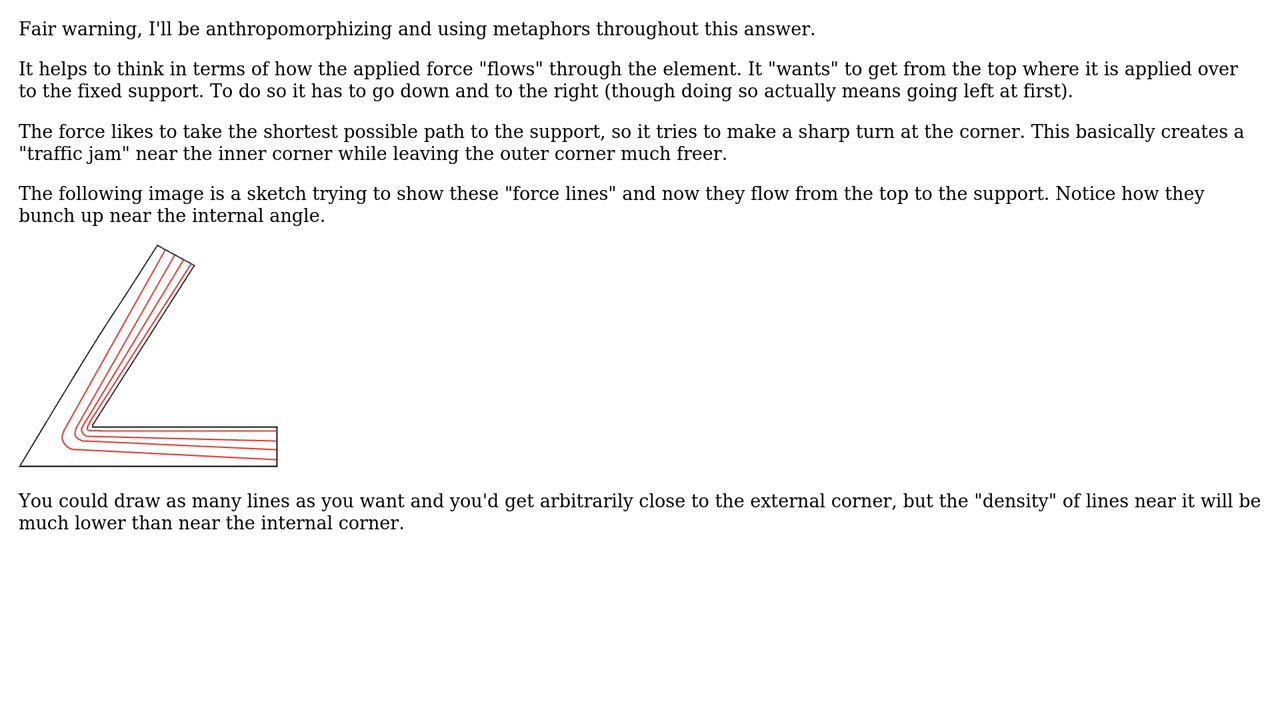 Fair warning, I'll be anthropomorphizing and using metaphors throughout this answer.
It helps to think in terms of how the applied force "flows" through the element. It "wants" to get from the top where it is applied over
to the fixed support. To do so it has to go down and to the right (though doing so actually means going left at first).
The force likes to take the shortest possible path to the support, so it tries to make a sharp turn at the corner. This basically creates a
"traffic jam" near the inner corner while leaving the outer corner much freer.
The following image is a sketch trying to show these "force lines" and now they flow from the top to the support. Notice how they
bunch up near the internal angle.
You could draw as many lines as you want and you'd get arbitrarily close to the external corner, but the "density" of lines near it will be
much lower than near the internal corner.